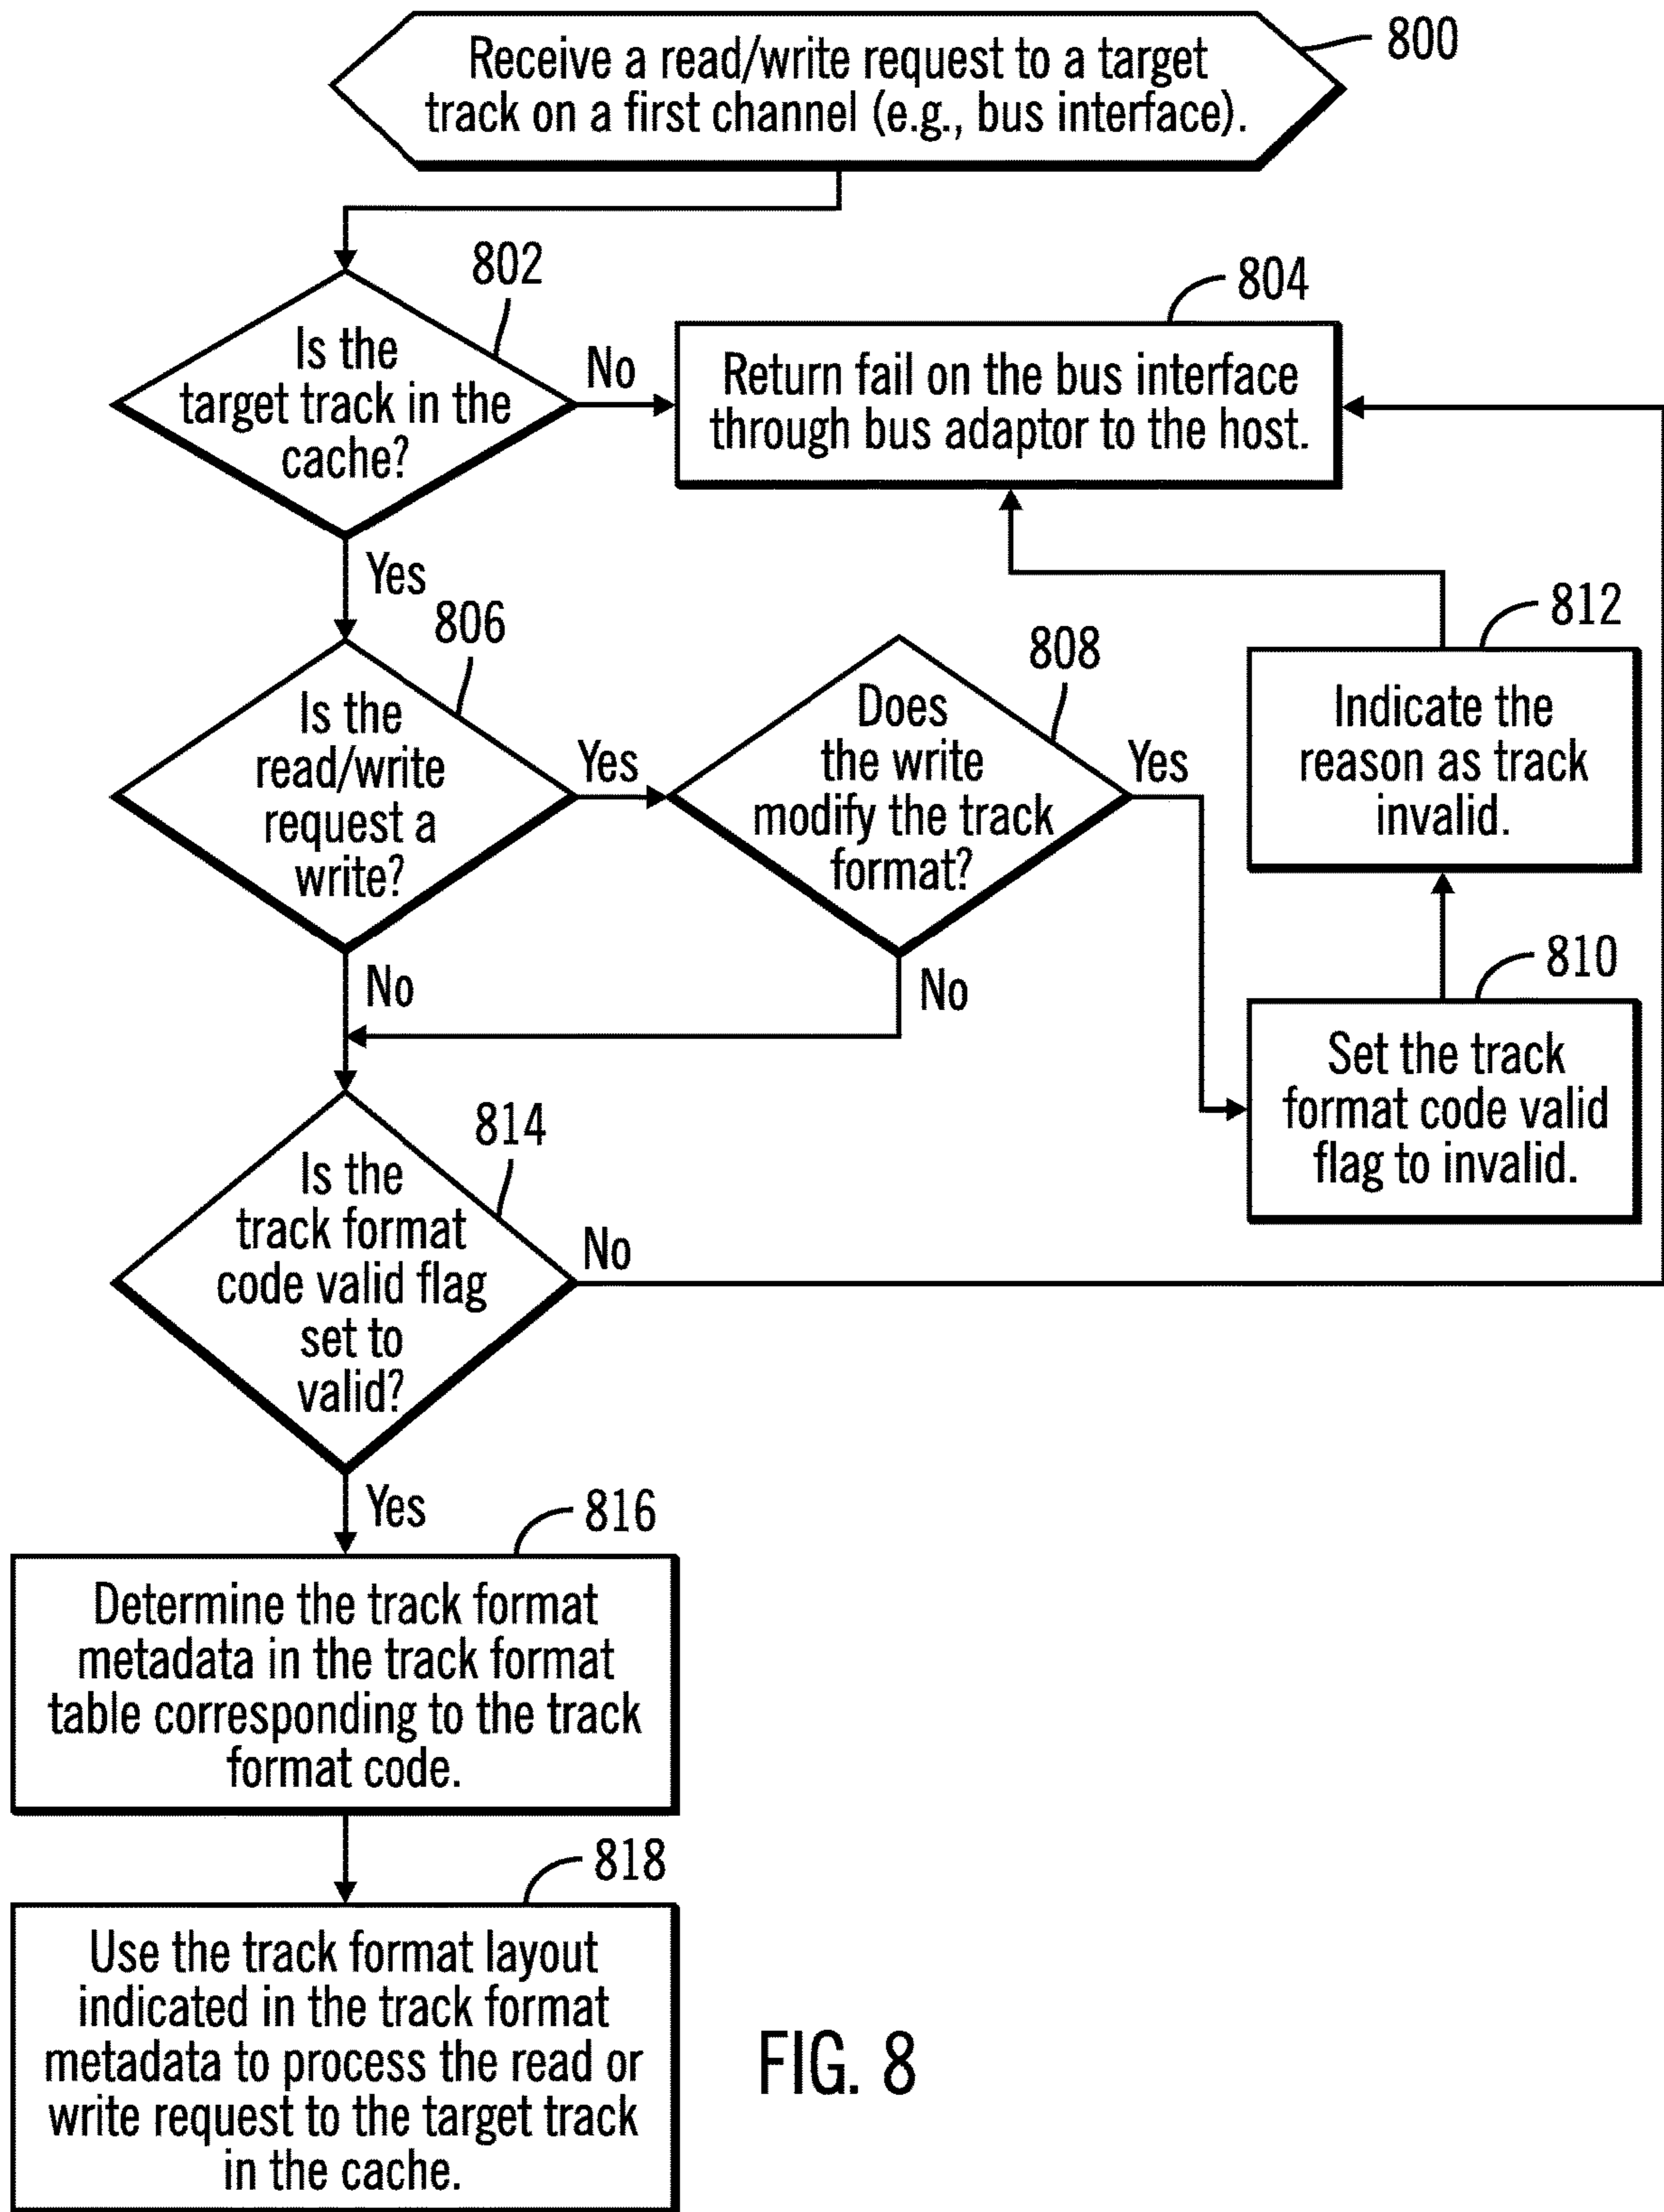 Receive a read/write request to a target
track on a first channel (e.g., bus interface).
800
802
Is the
target track in the
cache?
No
804
Return fail on the bus interface
through bus adaptor to the host.
Yes
806
Is the
read/write
request a
write?
Yes
808
Does
the write
modify the track
format?
Yes
812
Indicate the
reason as track
invalid.
No
No
810
Set the track
format code valid
flag to invalid.
814
Is the
track format
code valid flag
set to
valid?
No
Yes
816
Determine the track format
metadata in the track format
table corresponding to the track
format code.
818
Use the track format layout
indicated in the track format
metadata to process the read or
write request to the target track
in the cache.
FIG. 8